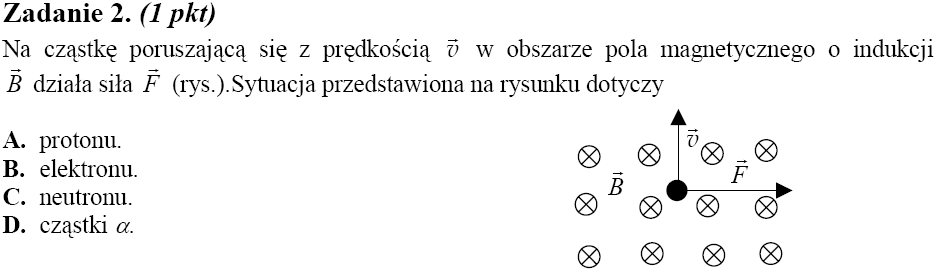 Zadanie 2. (1 pkt)
Na cząstkę poruszającą się z prędkością v⃗ w obszarze pola magnetycznego o indukcji
B⃗ działa siła F⃗ (rys.).Sytuacja przedstawiona na rysunku dotyczy
A. protonu.
B. elektronu.
C. neutronu.
D. cząstki α.
v⃗
F⃗
B⃗